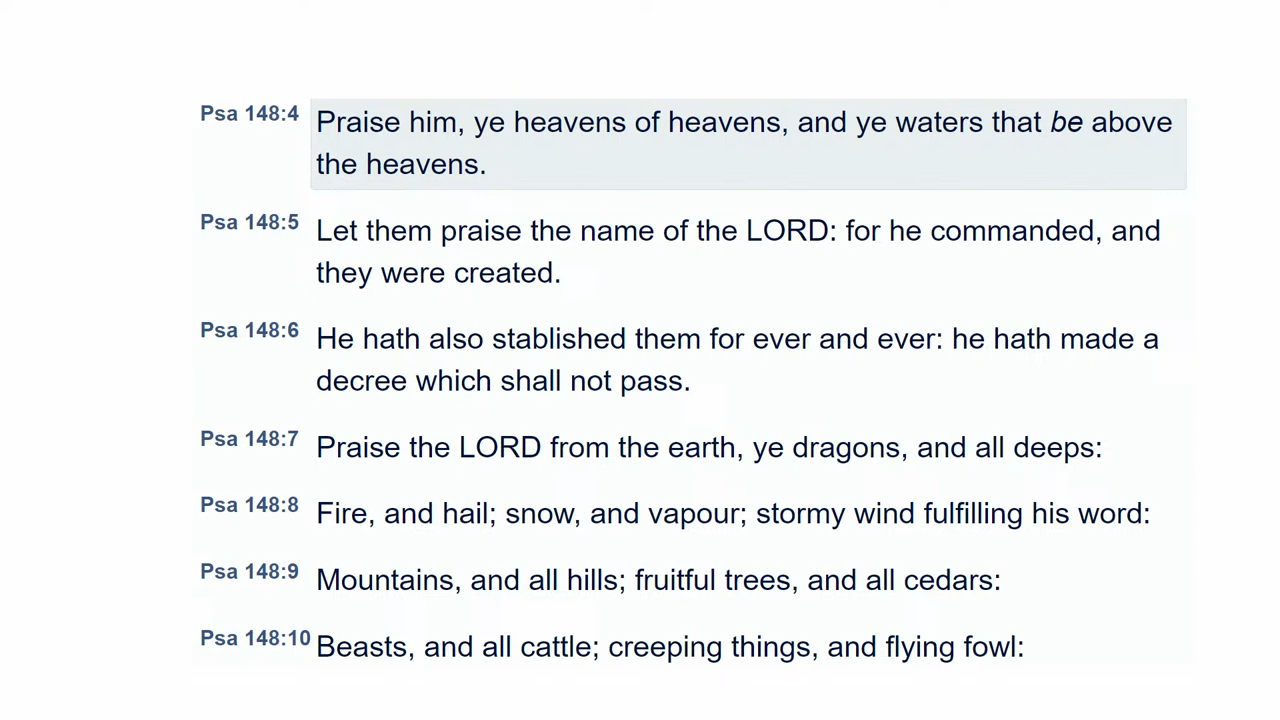 Psa 148:4 Praise him, ye heavens of heavens, and ye waters that be above
the heavens.
Psa 148:5 Let them praise the name of the LORD: for he commanded, and
they were created.
Psa 148:6 He hath also stablished them for ever and ever: he hath made a
decree which shall not pass.
Psa 148:7 Praise the LORD from the earth, ye dragons, and all deeps:
Psa 148:8 Fire, and hail; snow, and vapour; stormy wind fulfilling his word:
Psa 148:9 Mountains, and all hills; fruitful trees, and all cedars:
Psa 148:10 Beasts, and all cattle; creeping things, and flying fowl: